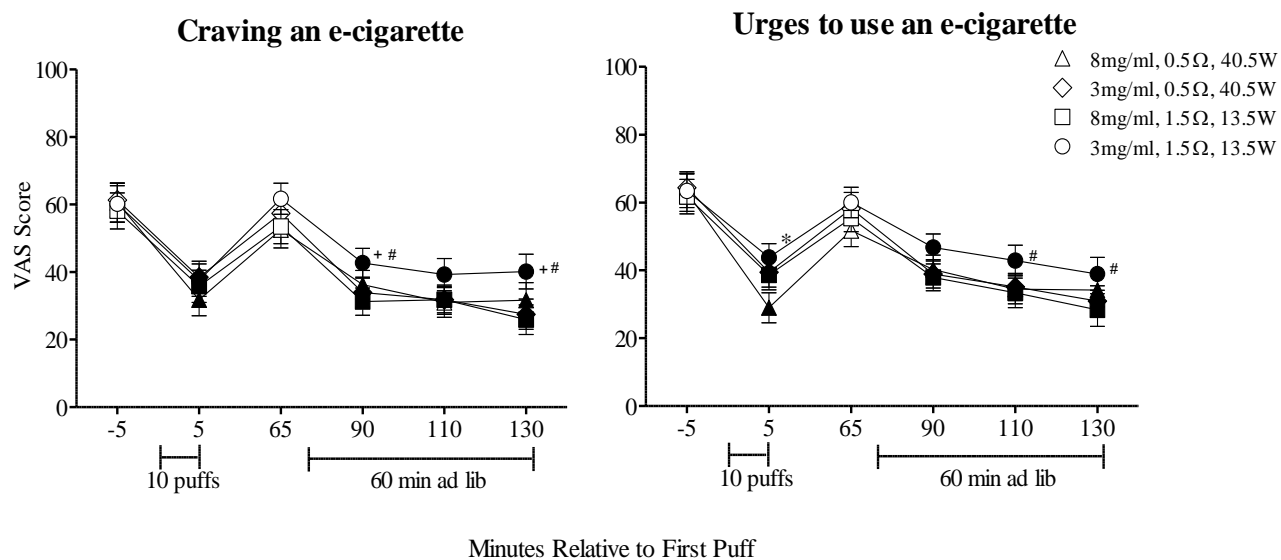 Craving an e-cigarette
Urges to use an e-cigarette
8mg/ml, 0.5Ω, 40.5W
3mg/ml, 0.5Ω, 40.5W
8mg/ml, 1.5Ω, 13.5W
3mg/ml, 1.5Ω, 13.5W
VAS Score
100
80
60
40
20
0
+ #
+ #
-5 5 65 90 110 130
10 puffs
60 min ad lib
100
80
60
40
20
0
*
#
#
-5 5 65 90 110 130
10 puffs
60 min ad lib
Minutes Relative to First Puff